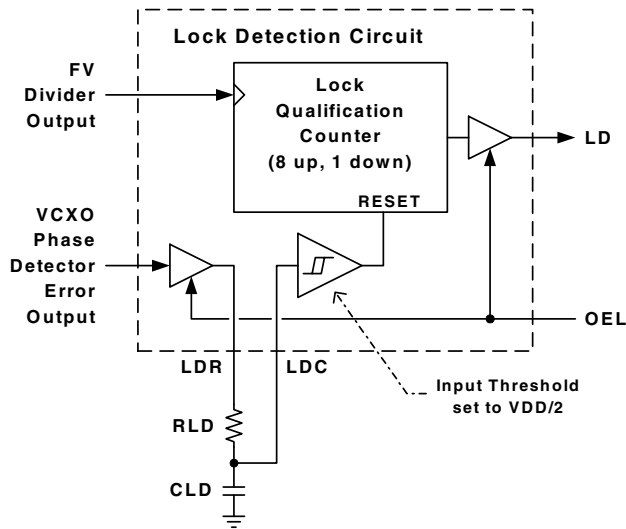 Lock Detection Circuit
FV
Divider
Output
Lock
Qualification
Counter
(8 up, 1 down)
RESET
LD
VCXO
Phase
Detector
Error
Output
OEL
LDR
LDC
Input Threshold
set to VDD/2
RLD
CLD